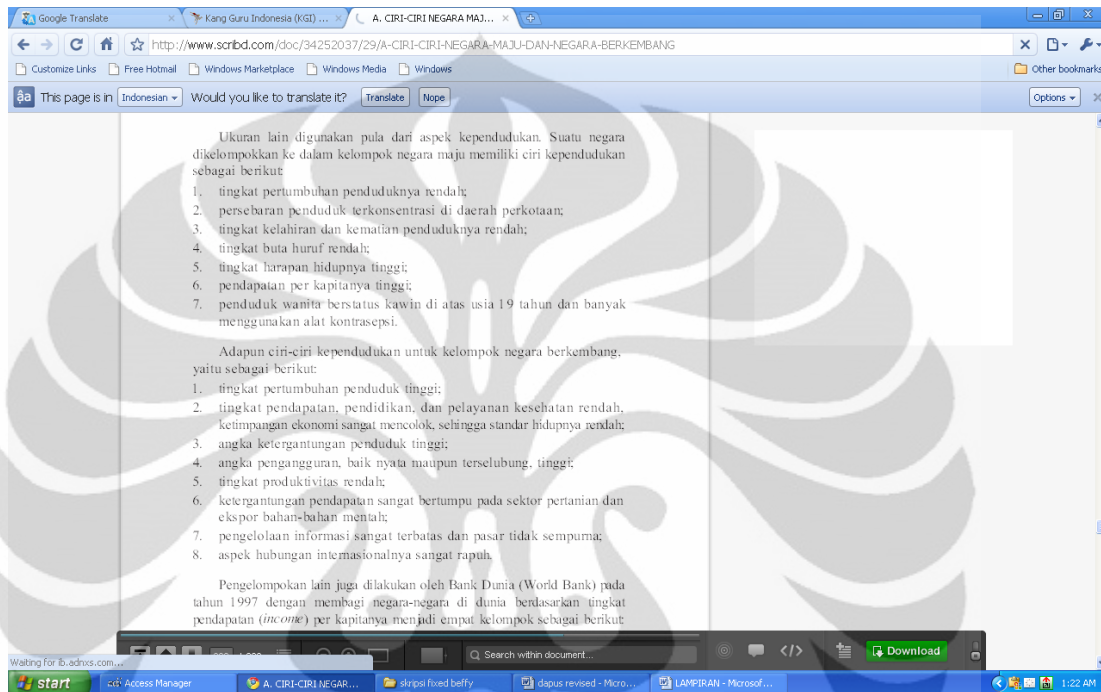 Google Translate
Kang Guru Indonesia (KGI) ...
A. CIRI-CIRI NEGARA MAJ...
http://www.scribd.com/doc/34252037/29/A-CIRI-CIRI-NEGARA-MAJU-DAN-NEGARA-BERKEMBANG
Customize Links Free Hotmail Windows Marketplace Windows Media Windows Other bookmarks
This page is in Indonesian Would you like to translate it? Translate Nope Options
Ukuran lain digunakan pula dari aspek kependudukan. Suatu negara
dikelompokkan ke dalam kelompok negara maju memiliki ciri kependudukan
sebagai berikut:
1. tingkat pertumbuhan penduduknya rendah;
2. persebaran penduduk terkonsentrasi di daerah perkotaan;
3. tingkat kelahiran dan kematian penduduknya rendah;
4. tingkat buta huruf rendah;
5. tingkat harapan hidupnya tinggi;
6. pendapatan per kapitanya tinggi;
7. penduduk wanita berstatus kawin di atas usia 19 tahun dan banyak
menggunakan alat kontrasepsi.
Adapun ciri-ciri kependudukan untuk kelompok negara berkembang,
yaitu sebagai berikut:
1. tingkat pertumbuhan penduduk tinggi;
2. tingkat pendapatan, pendidikan, dan pelayanan kesehatan rendah,
ketimpangan ekonomi sangat mencolok, sehingga standar hidupnya rendah;
3. angka ketergantungan penduduk tinggi;
4. angka pengangguran, baik nyata maupun terselubung, tinggi;
5. tingkat produktivitas rendah;
6. ketergantungan pendapatan sangat bertumpu pada sektor pertanian dan
ekspor bahan-bahan mentah;
7. pengelolaan informasi sangat terbatas dan pasar tidak sempurna;
8. aspek hubungan internasionalnya sangat rapuh.
Pengelompokan lain juga dilakukan oleh Bank Dunia (World Bank) pada
tahun 1997 dengan membagi negara-negara di dunia berdasarkan tingkat
pendapatan (income) per kapitanya menjadi empat kelompok sebagai berikut:
Search within document...
Download
Waiting for ib.adnxs.com...
start Access Manager A. CIRI-CIRI NEGAR... skripsi fixed beffy dapus revised - Micro... LAMPIRAN - Microsof... 1:22 AM